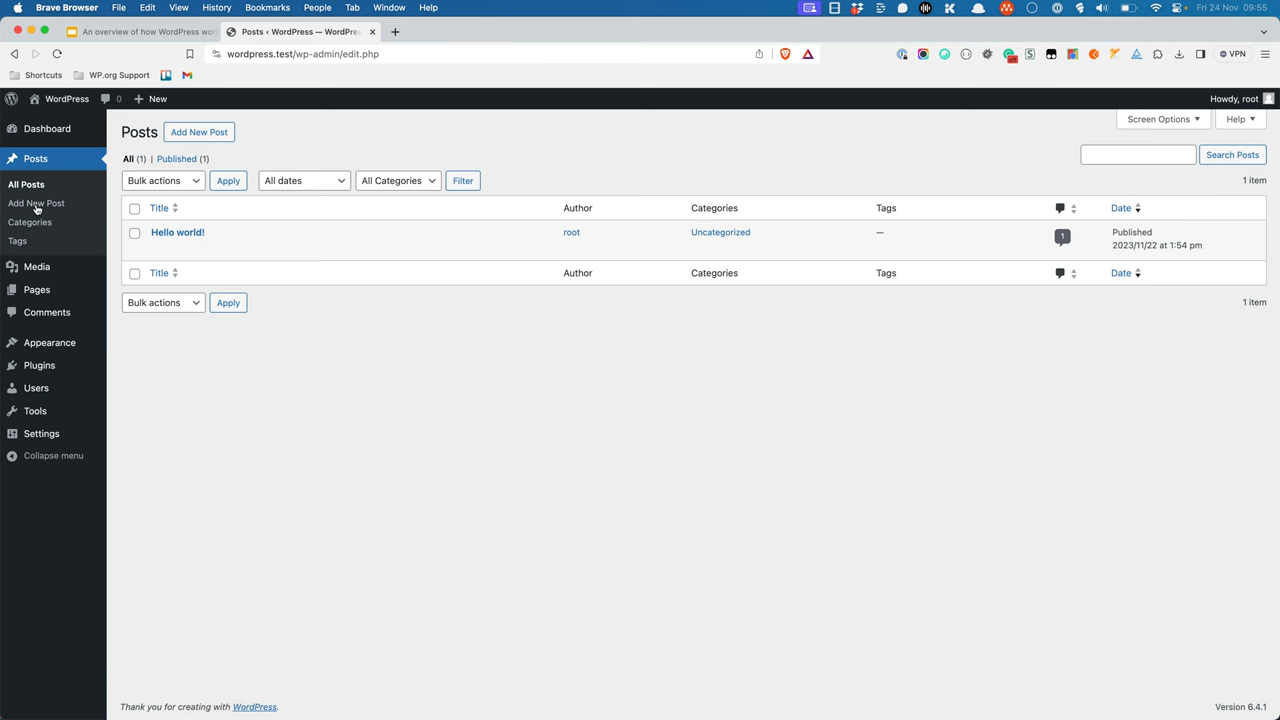 Brave Browser File Edit View History Bookmarks People Tab Window Help Fri 24 Nov 09:55
An overview of how WordPress wor Posts ‹ WordPress — WordPres
wordpress.test/wp-admin/edit.php VPN
Shortcuts WP.org Support
WordPress 0 New Howdy, root
Dashboard
Posts
All Posts
Add New Post
Categories
Tags
Media
Pages
Comments
Appearance
Plugins
Users
Tools
Settings
Collapse menu
Screen Options Help
Posts Add New Post
All (1) | Published (1)
Search Posts
Bulk actions Apply All dates All Categories Filter 1 item
Title Author Categories Tags Date
Hello world! root Uncategorized — 1 Published
2023/11/22 at 1:54 pm
Title Author Categories Tags Date
Bulk actions Apply 1 item
Thank you for creating with WordPress. Version 6.4.1